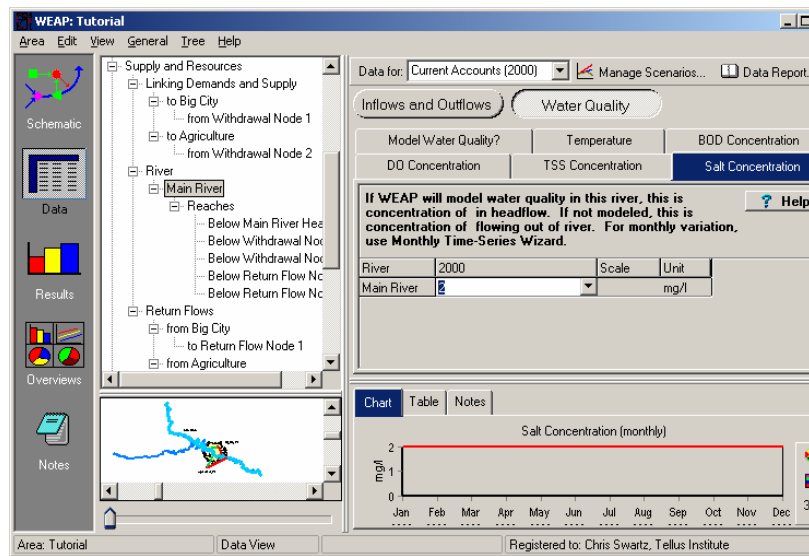 WEAP: Tutorial
Area Edit View General Tree Help
Schematic
Data
Results
Overviews
Notes
Supply and Resources
Linking Demands and Supply
to Big City
from Withdrawal Node 1
to Agriculture
from Withdrawal Node 2
River
Main River
Reaches
Below Main River Hea
Below Withdrawal Noc
Below Withdrawal Noc
Below Return Flow No
Below Return Flow Nc
Return Flows
from Big City
to Return Flow Node 1
from Agriculture
Data for: Current Accounts (2000) Manage Scenarios... Data Report.
Inflows and Outflows Water Quality
Model Water Quality? Temperature BOD Concentration
DO Concentration TSS Concentration Salt Concentration
If WEAP will model water quality in this river, this is
concentration of in headflow. If not modeled, this is
concentration of flowing out of river. For monthly variation,
use Monthly Time-Series Wizard.
? Help
River 2000 Scale Unit
Main River 2 mg/l
Chart Table Notes
Salt Concentration (monthly)
mg/l
2
1
0
Jan Feb Mar Apr May Jun Jul Aug Sep Oct Nov Dec
Area: Tutorial Data View Registered to: Chris Swartz, Tellus Institute